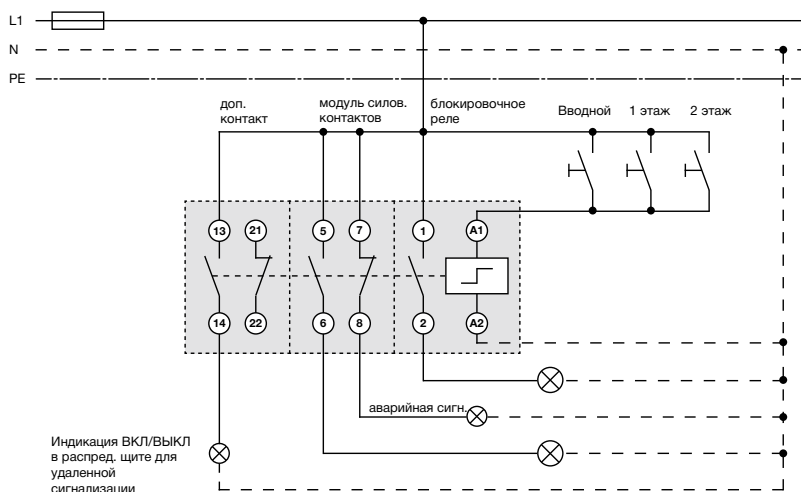 L1
N
PE
доп.
контакт
модуль силов.
контактов
блокировочное
реле
Вводной
1 этаж
2 этаж
13
21
5
7
1
A1
14
22
6
8
2
A2
аварийная сигн.
Индикация ВКЛ/ВЫКЛ
в распред. щите для
удаленной
сигнализации